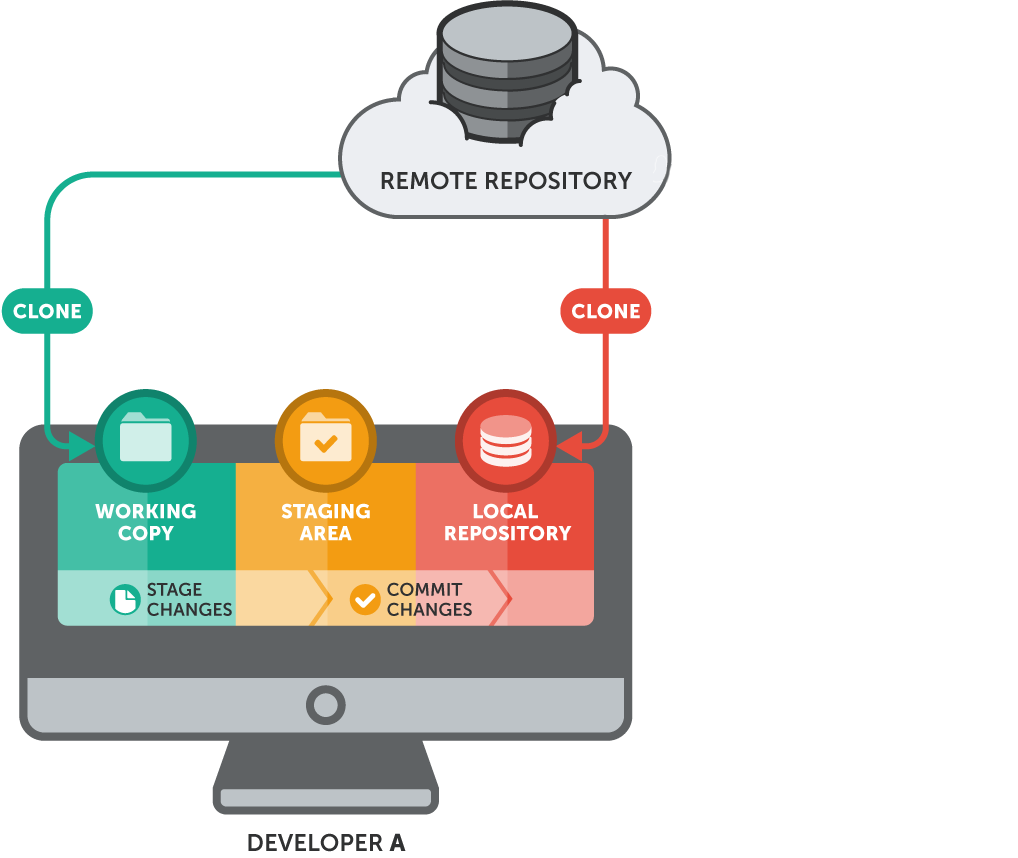 REMOTE REPOSITORY
CLONE
CLONE
WORKING
COPY
STAGING
AREA
LOCAL
REPOSITORY
STAGE
CHANGES
COMMIT
CHANGES
DEVELOPER A